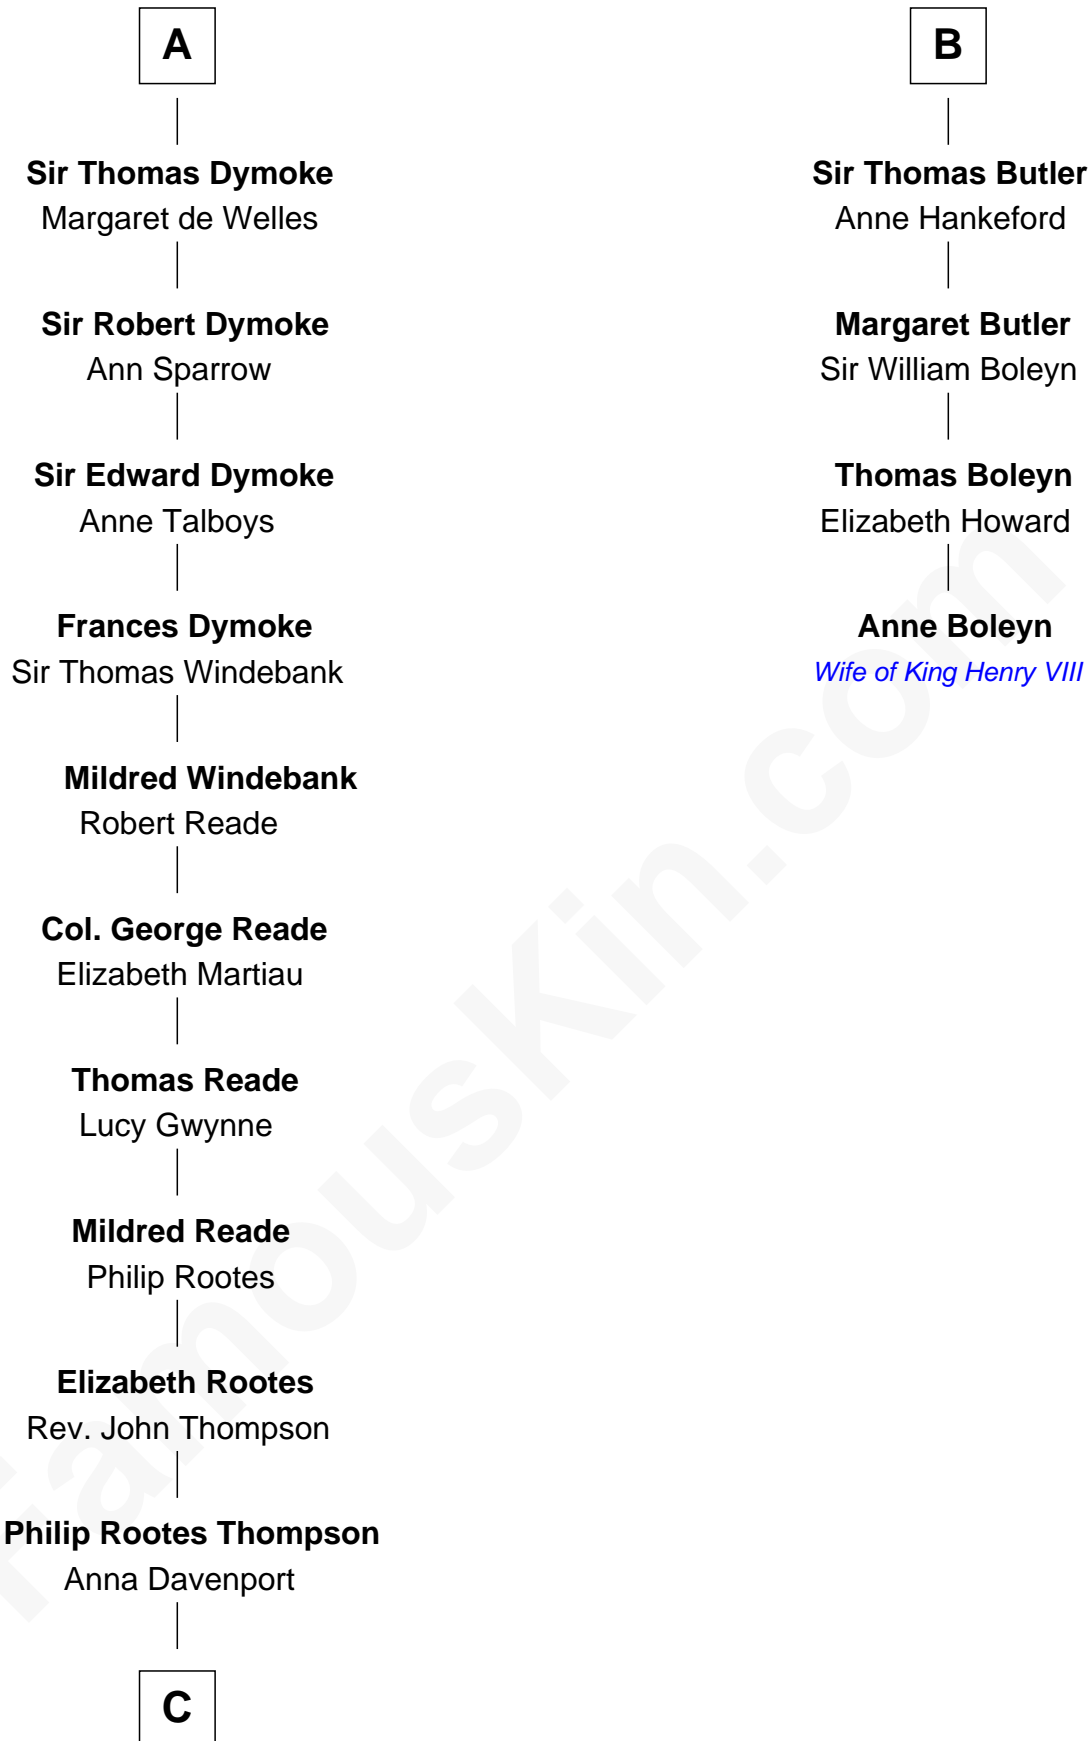 A
Sir Thomas Dymoke
Margaret de Welles
Sir Robert Dymoke
Ann Sparrow
Sir Edward Dymoke
Anne Talboys
Frances Dymoke
Sir Thomas Windebank
Mildred Windebank
Robert Reade
Col. George Reade
Elizabeth Martiau
Thomas Reade
Lucy Gwynne
Mildred Reade
Philip Rootes
Elizabeth Rootes
Rev. John Thompson
Philip Rootes Thompson
Anna Davenport
C
B
Sir Thomas Butler
Anne Hankeford
Margaret Butler
Sir William Boleyn
Thomas Boleyn
Elizabeth Howard
Anne Boleyn
Wife of King Henry VIII
FamousKin.com